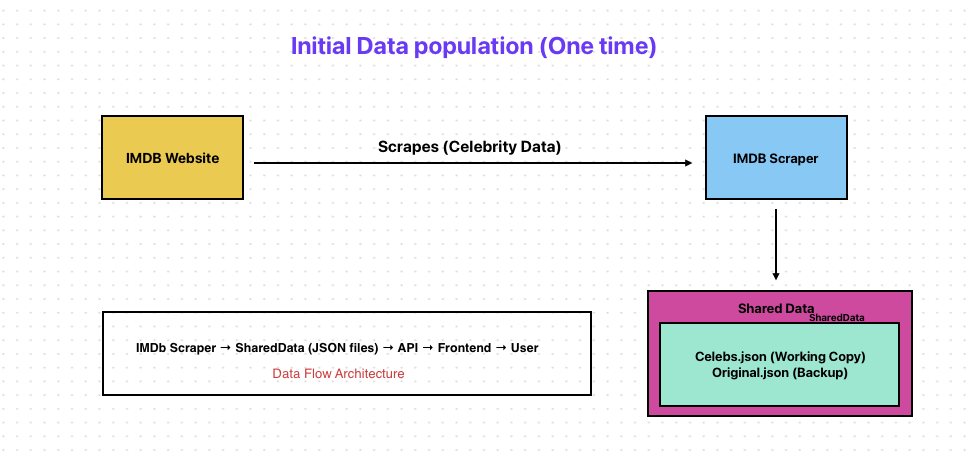 Initial Data population (One time)
IMDB Website
Scrapes (Celebrity Data)
IMDB Scraper
Shared Data
SharedData
Celebs.json (Working Copy)
Original.json (Backup)
IMDb Scraper → SharedData (JSON files) → API → Frontend → User
Data Flow Architecture